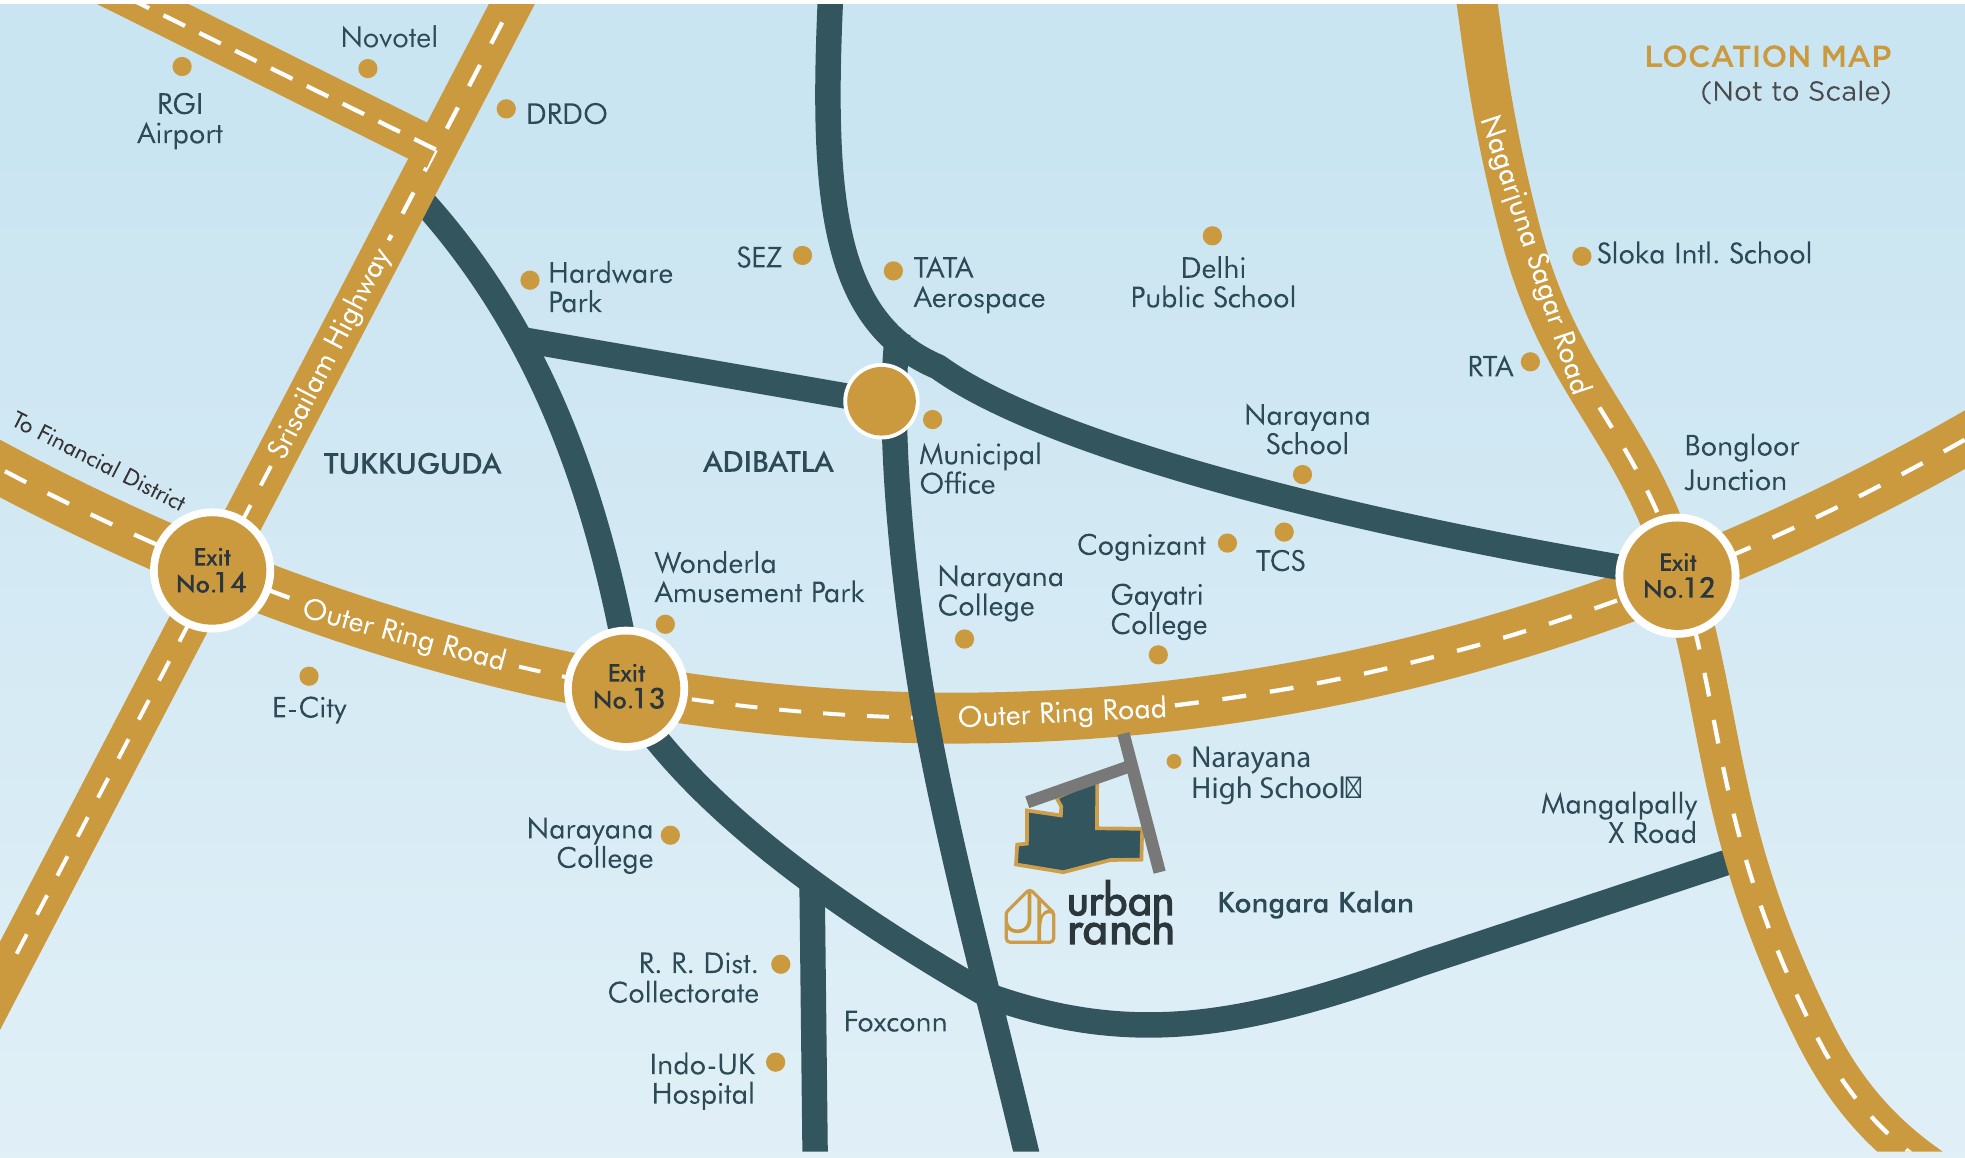 LOCATION MAP
(Not to Scale)
Novotel
RGI
Airport
DRDO
Nagarjuna Sagar Road
SEZ
TATA
Aerospace
Delhi
Public School
Sloka Intl. School
Hardware
Park
Srisailam Highway
RTA
To Financial District
TUKKUGUDA
ADIBATLA
Municipal
Office
Narayana
School
Bongloor
Junction
Exit
No.14
Wonderla
Amusement Park
Narayana
College
Cognizant
TCS
Gayatri
College
Exit
No.12
Outer Ring Road
Exit
No.13
E-City
Outer Ring Road
Narayana
High School
Narayana
College
Mangalpally
X Road
urban
ranch
Kongara Kalan
R. R. Dist.
Collectorate
Foxconn
Indo-UK
Hospital